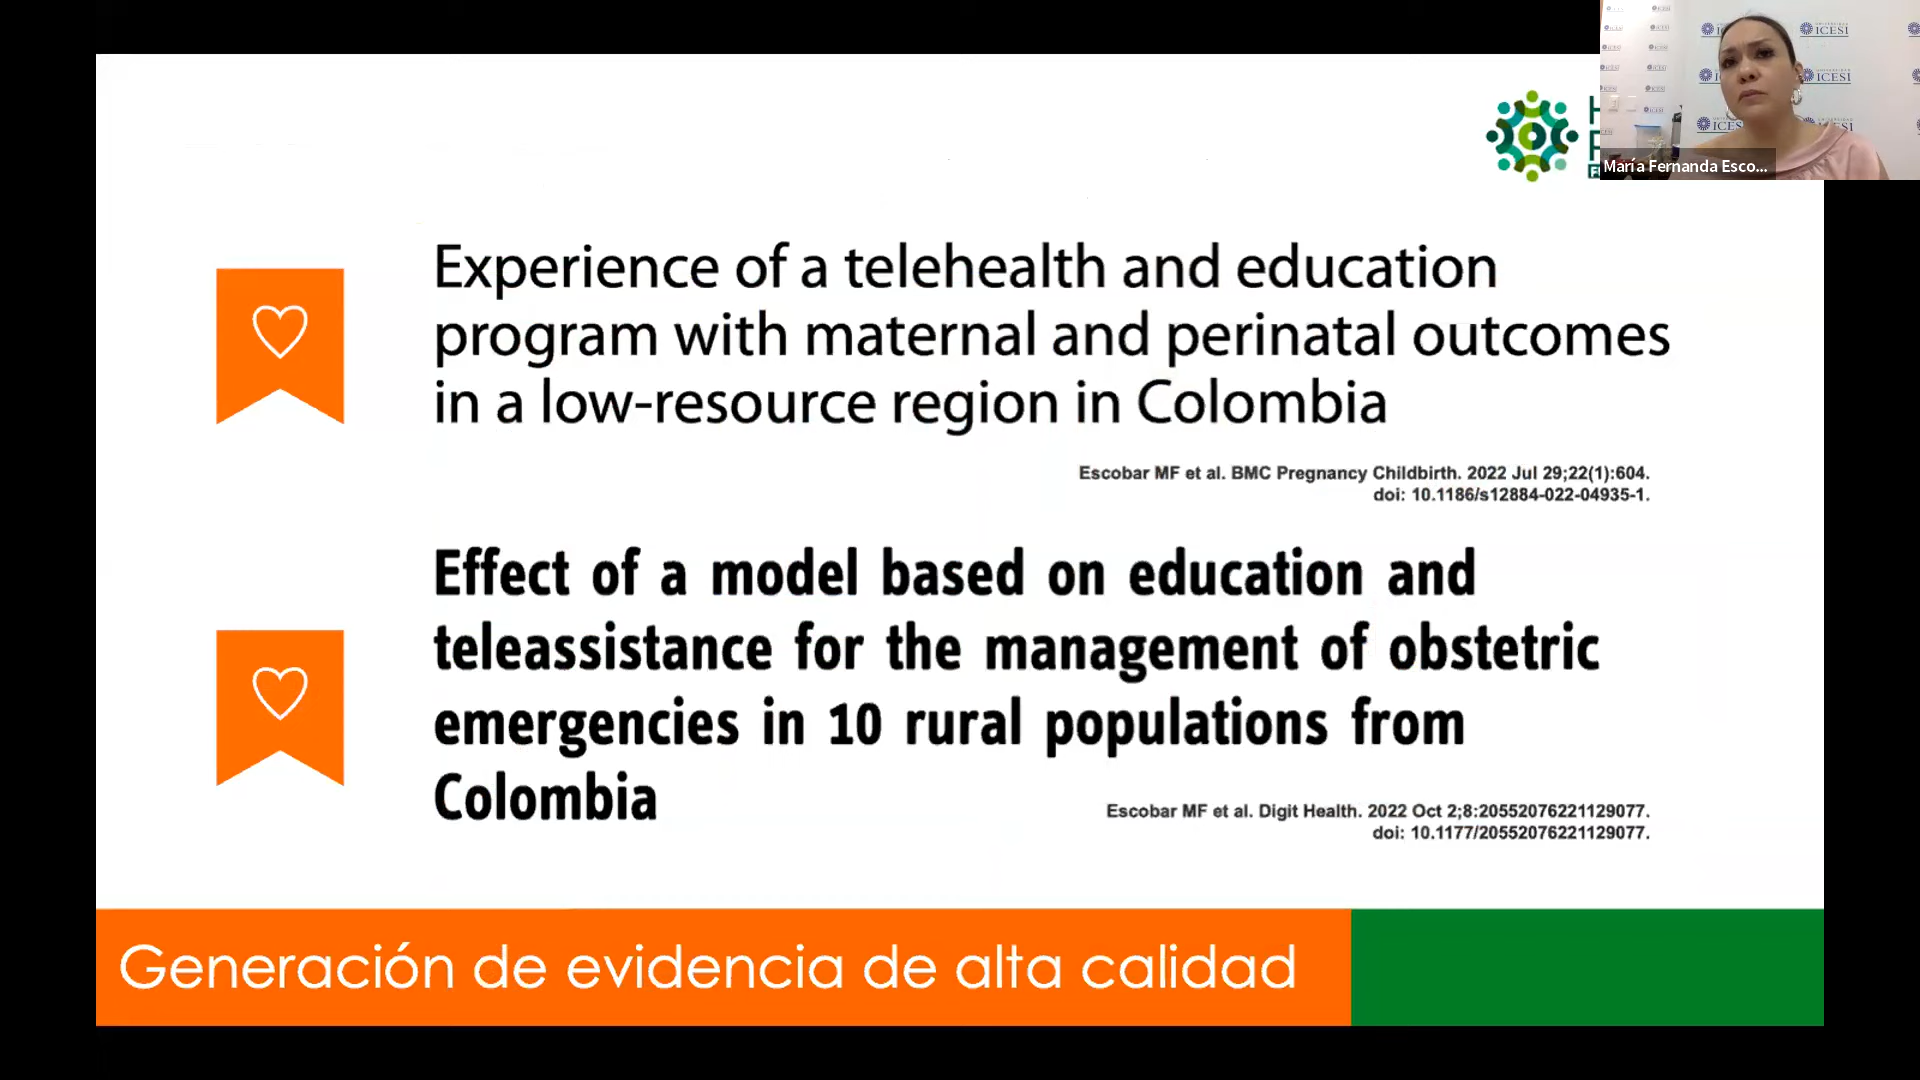 Experience of a telehealth and education
program with maternal and perinatal outcomes
in a low-resource region in Colombia
Escobar MF et al. BMC Pregnancy Childbirth. 2022 Jul 29;22(1):604.
doi: 10.1186/s12884-022-04935-1.
Effect of a model based on education and
teleassistance for the management of obstetric
emergencies in 10 rural populations from
Colombia
Escobar MF et al. Digit Health. 2022 Oct 2;8:20552076221129077.
doi: 10.1177/20552076221129077.
Generación de evidencia de alta calidad
María Fernanda Esco...
UNIVERSIDAD
ICESI
ICESI